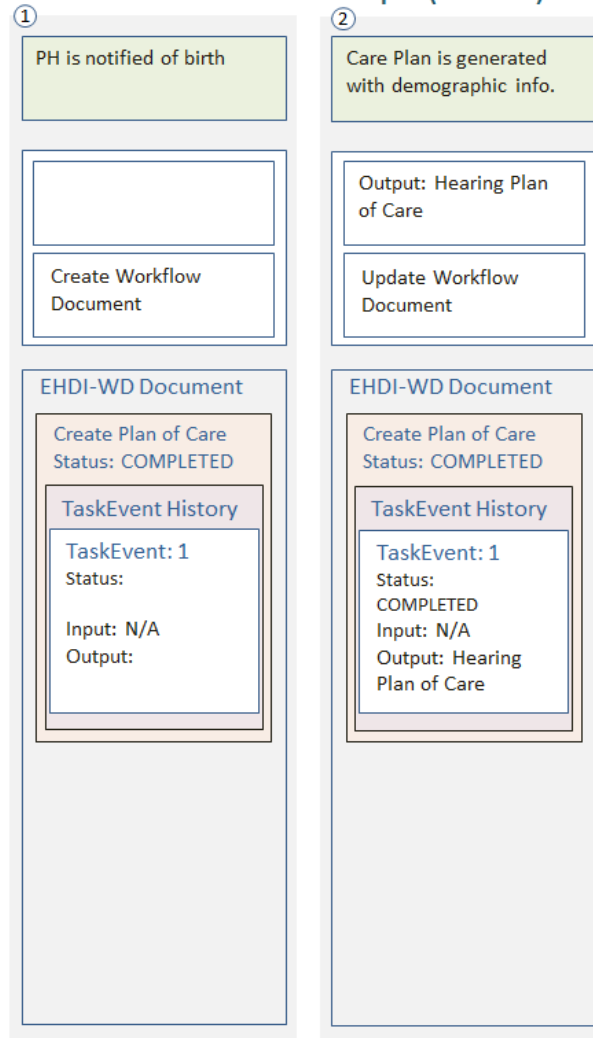 1
PH is notified of birth
Create Workflow
Document
EHDI-WD Document
Create Plan of Care
Status: COMPLETED
TaskEvent History
TaskEvent: 1
Status:
Input: N/A
Output:
2
Care Plan is generated
with demographic info.
Output: Hearing Plan
of Care
Update Workflow
Document
EHDI-WD Document
Create Plan of Care
Status: COMPLETED
TaskEvent History
TaskEvent: 1
Status:
COMPLETED
Input: N/A
Output: Hearing
Plan of Care